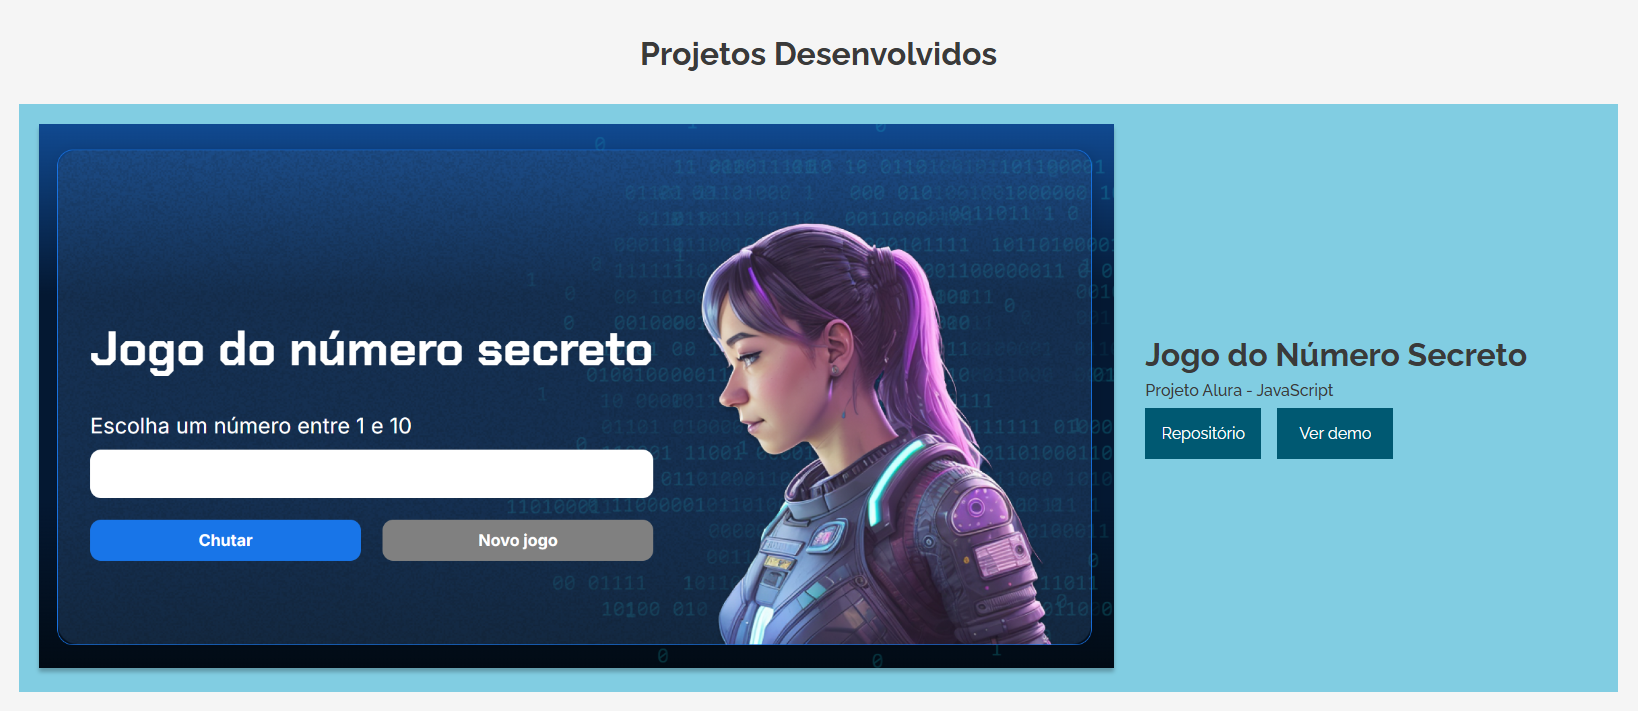 Projetos Desenvolvidos
Jogo do número secreto
Escolha um número entre 1 e 10
Chutar
Novo jogo
Jogo do Número Secreto
Projeto Alura - JavaScript
Repositório
Ver demo